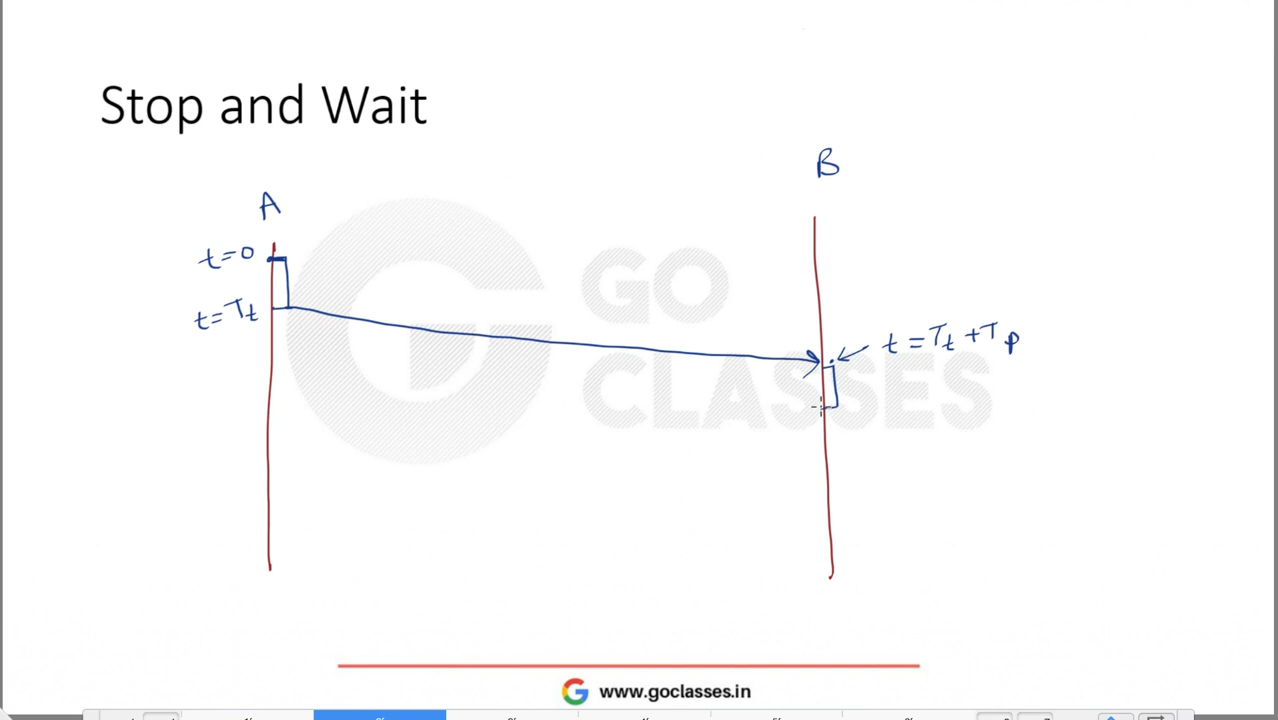 Stop and Wait
B
A
t=0
t=Tt
t=Tt+Tp
GO
CLASSES
www.goclasses.in